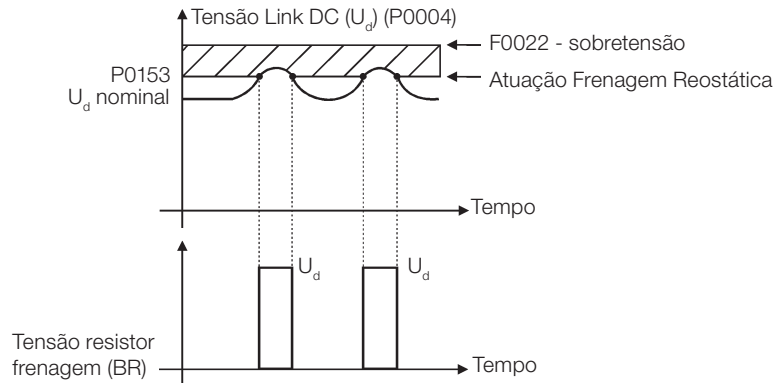 Tensão Link DC (Ud) (P0004)
F0022 - sobretensão
P0153
Atuação Frenagem Reostática
Ud nominal
Tempo
Ud
Ud
Tensão resistor
frenagem (BR)
Tempo